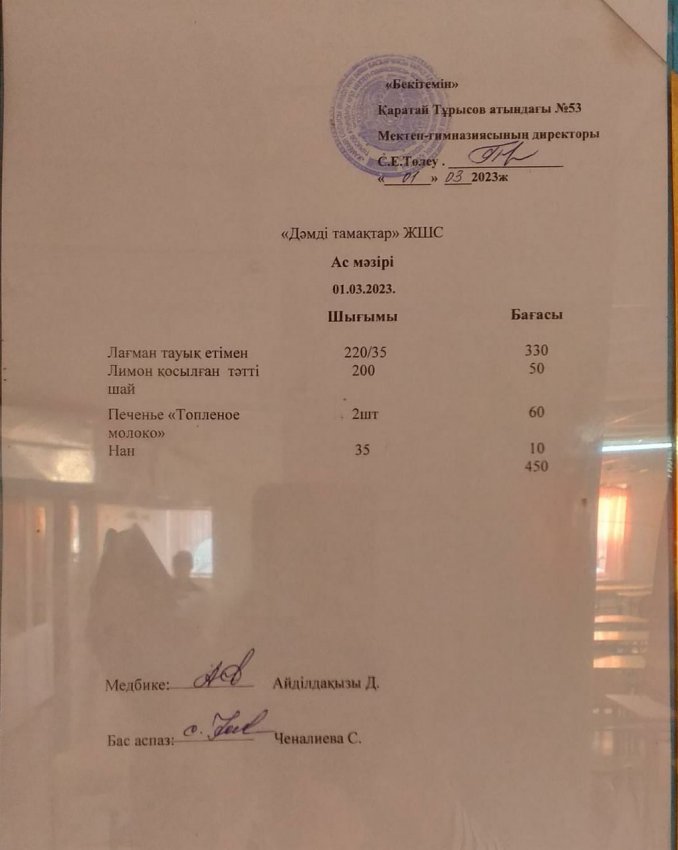 «Бекітемін»
Қаратай Тұрысов атындағы №53
Мектеп-гимназиясының директоры
С.Е.Төлеу .
« 01 » 03 2023ж
«Дәмді тамақтар» ЖШС
Ас мәзірі
01.03.2023.
Шығымы Бағасы
Лағман тауық етімен 220/35 330
Лимон қосылған тәтті 200 50
шай
Печенье «Топленое 2шт 60
молоко»
Нан 35 10
450
Медбике: Айділдақызы Д.
Бас аспаз: Ченалиева С.